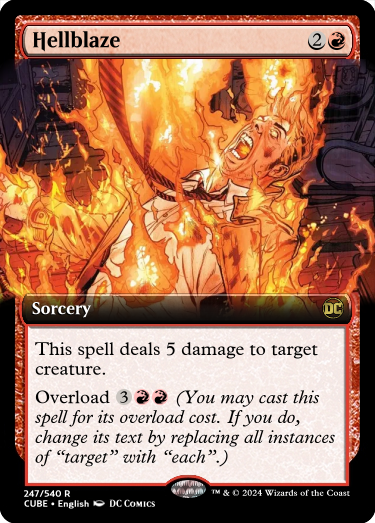 Hellblaze 2
Sorcery DC
This spell deals 5 damage to target
creature.
Overload 3 (You may cast this
spell for its overload cost. If you do,
change its text by replacing all instances
of “target” with “each”.)
247/540 R ™ & © 2024 Wizards of the Coast
CUBE • English DC COMICS